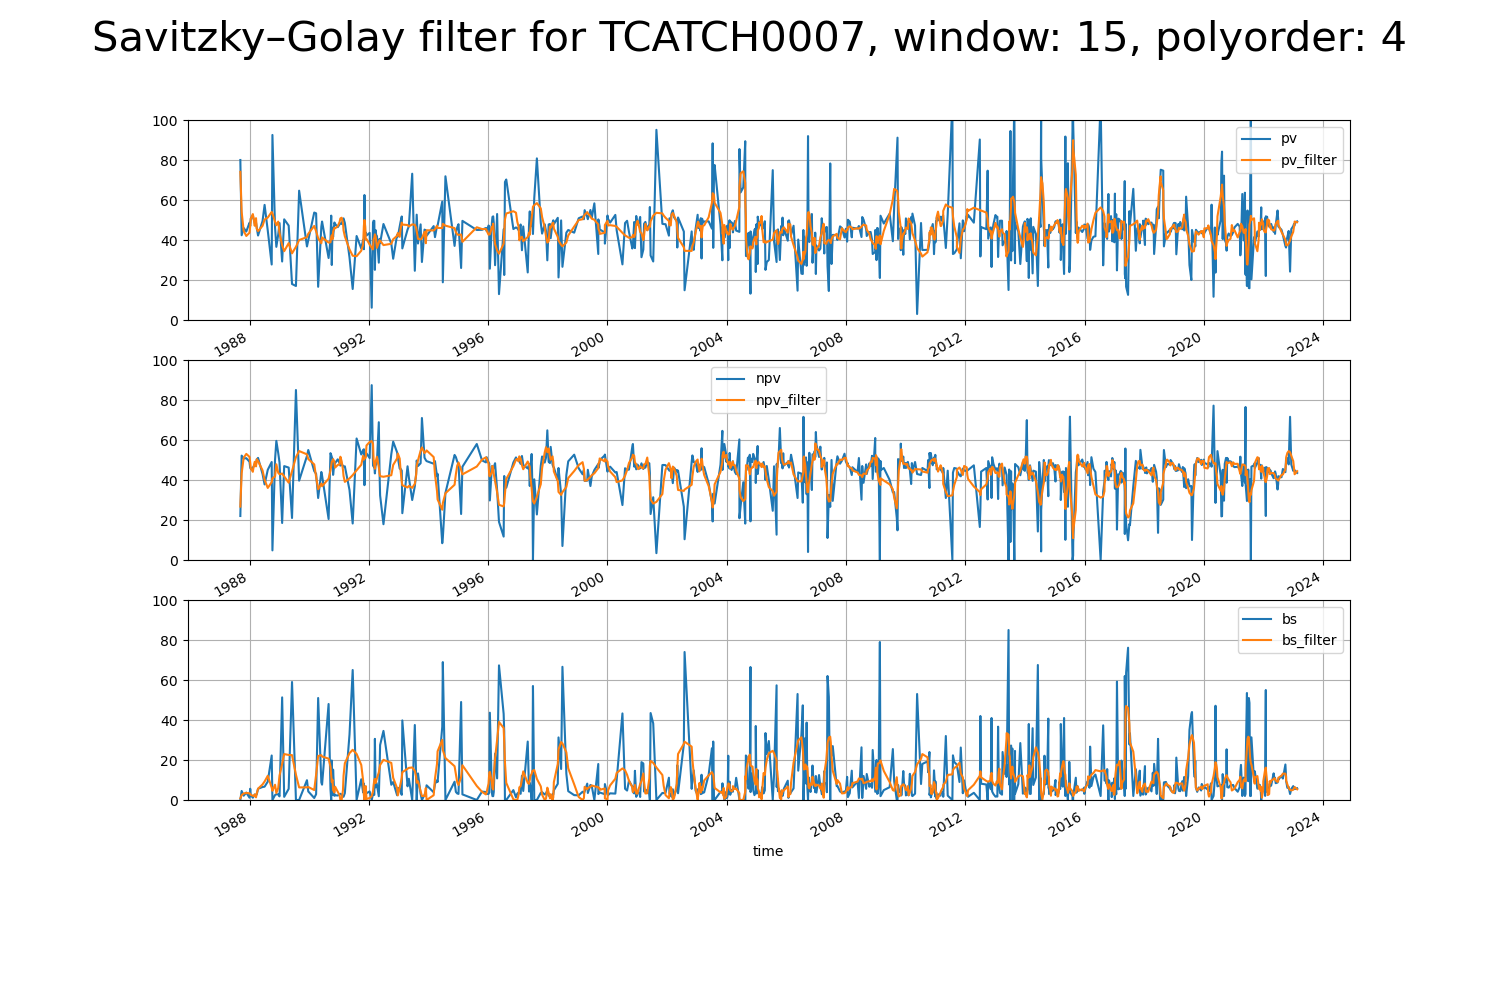 Savitzky–Golay filter for TCATCH0007, window: 15, polyorder: 4
100
80
60
40
20
0
pv
pv_filter
1988 1992 1996 2000 2004 2008 2012 2016 2020 2024
100
80
60
40
20
0
npv
npv_filter
1988 1992 1996 2000 2004 2008 2012 2016 2020 2024
100
80
60
40
20
0
bs
bs_filter
1988 1992 1996 2000 2004 2008 2012 2016 2020 2024
time